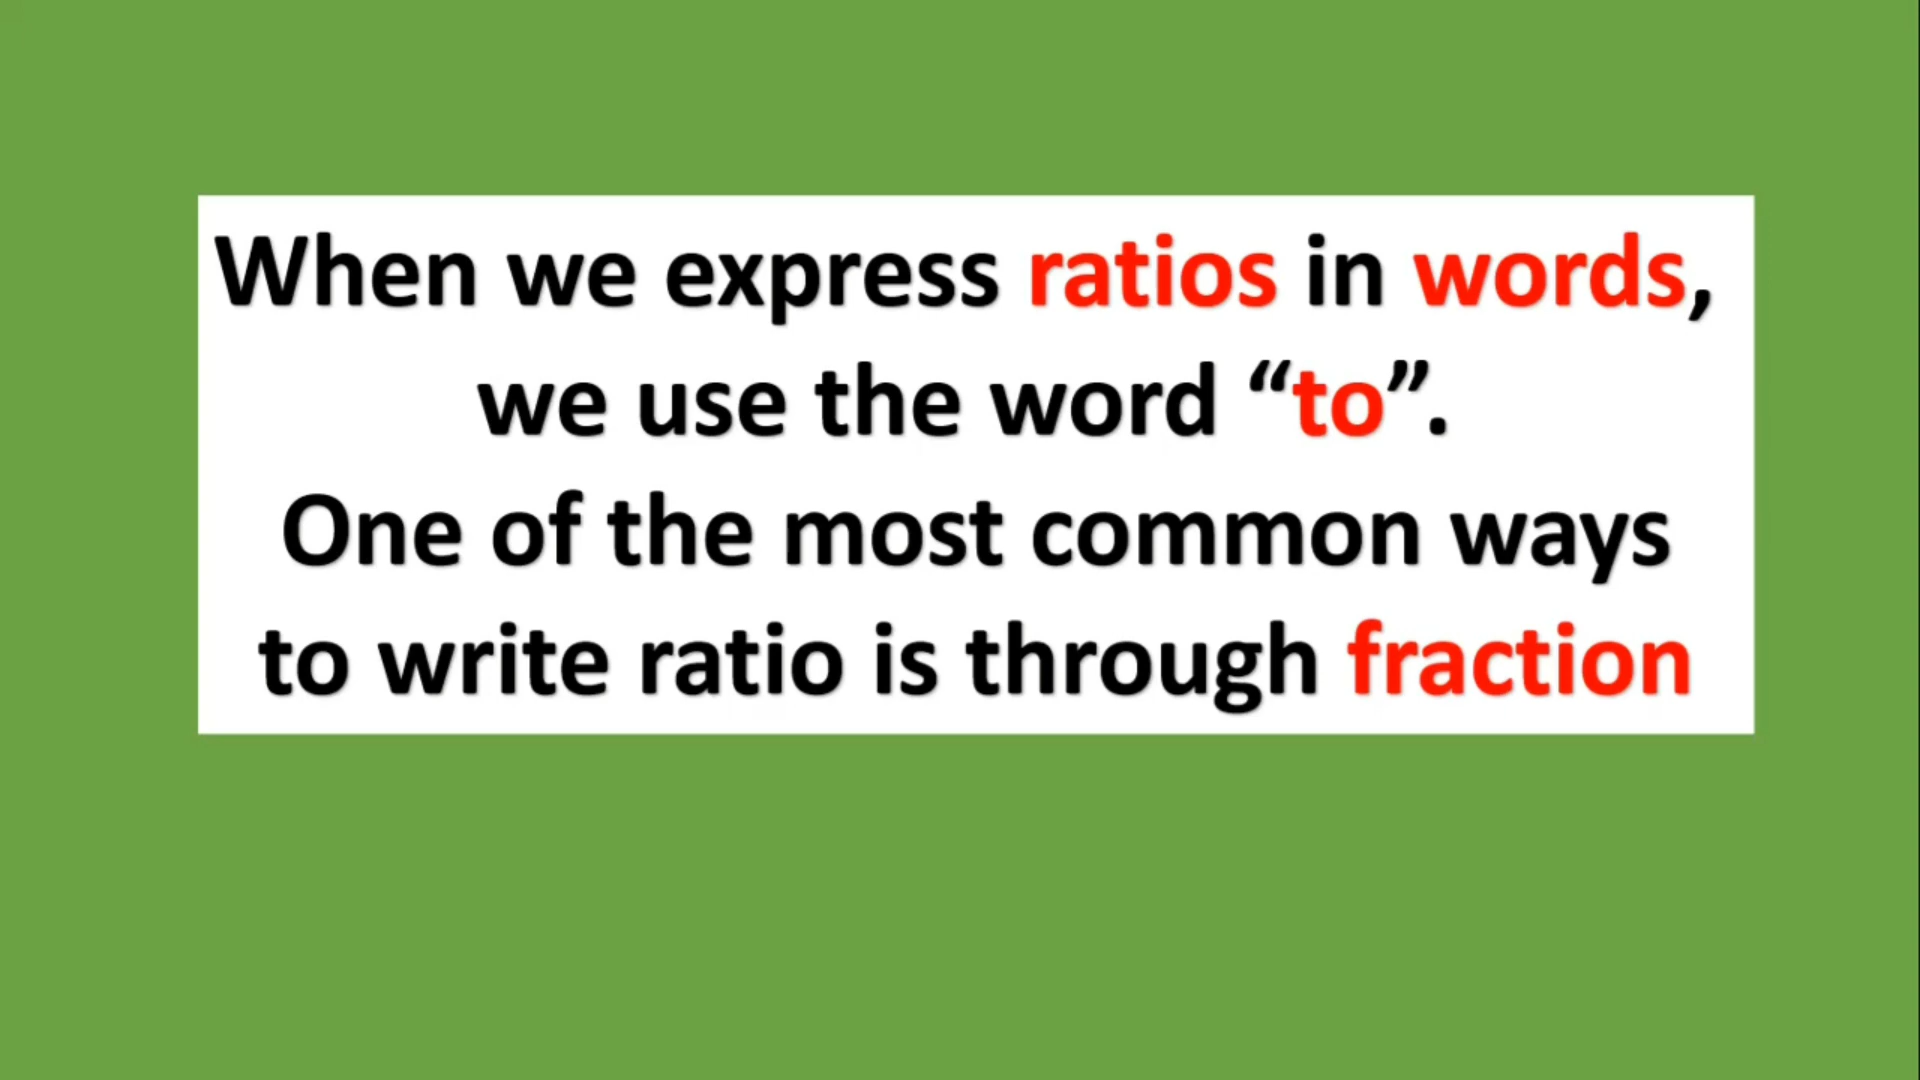 When we express ratios in words,
we use the word “to”.
One of the most common ways
to write ratio is through fraction